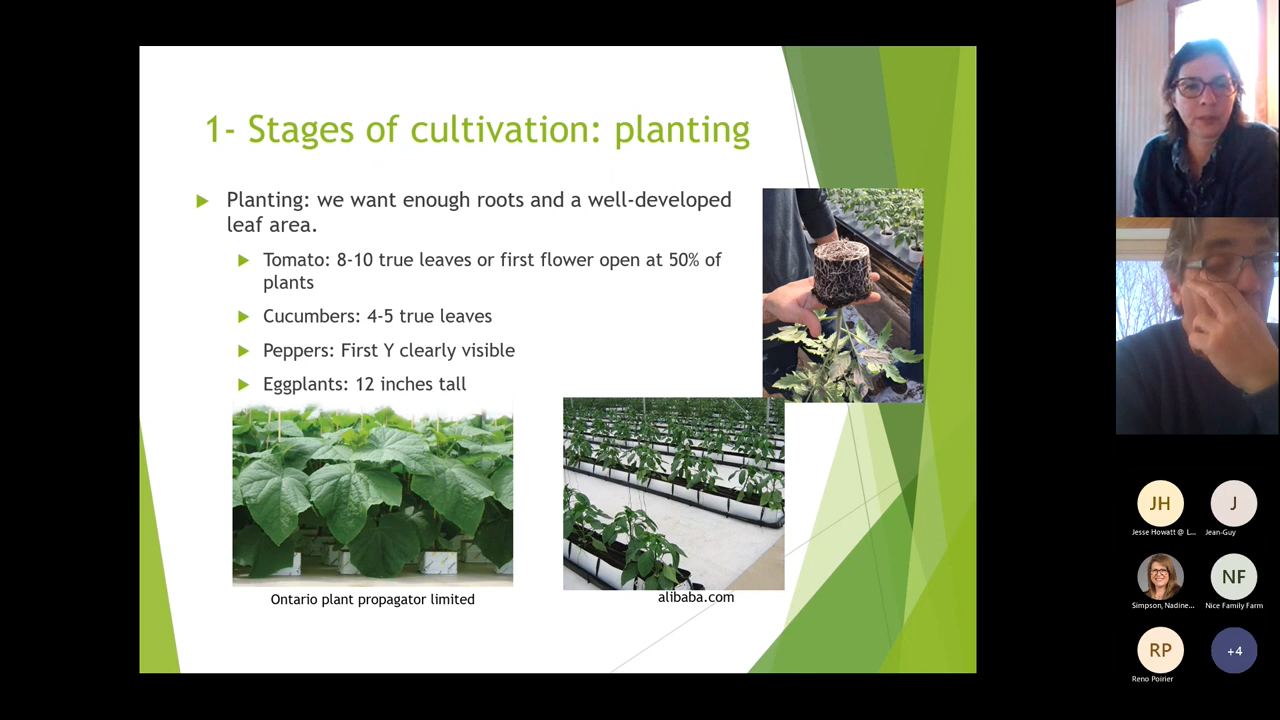 1- Stages of cultivation: planting
Planting: we want enough roots and a well-developed
leaf area.
Tomato: 8-10 true leaves or first flower open at 50% of
plants
Cucumbers: 4-5 true leaves
Peppers: First Y clearly visible
Eggplants: 12 inches tall
Ontario plant propagator limited
alibaba.com
JH
J
Jesse Howatt @ L...
Jean-Guy
NF
Simpson, Nadine...
Nice Family Farm
RP
+4
Reno Poirier